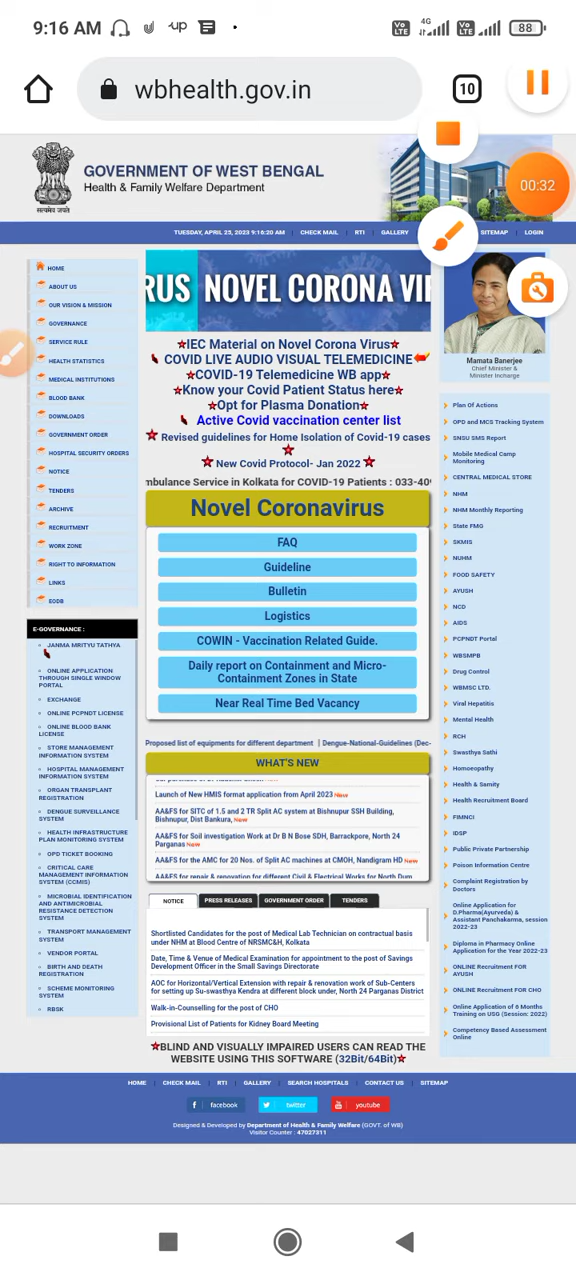 9:16 AM
Vo LTE 4G Vo LTE 88
wbhealth.gov.in
10
00:32
सत्यमेव जयते
GOVERNMENT OF WEST BENGAL
Health & Family Welfare Department
TUESDAY, APRIL 25, 2023 9:16:20 AM | CHECK MAIL | RTI | GALLERY
SITEMAP | LOGIN
HOME
ABOUT US
OUR VISION & MISSION
GOVERNANCE
SERVICE RULE
HEALTH STATISTICS
MEDICAL INSTITUTIONS
BLOOD BANK
DOWNLOADS
GOVERNMENT ORDER
HOSPITAL SECURITY ORDERS
NOTICE
TENDERS
ARCHIVE
RECRUITMENT
WORK ZONE
RIGHT TO INFORMATION
LINKS
EODB
E-GOVERNANCE :
JANMA MRITYU TATHYA
ONLINE APPLICATION
THROUGH SINGLE WINDOW
PORTAL
EXCHANGE
ONLINE PCPNDT LICENSE
ONLINE BLOOD BANK
LICENSE
STORE MANAGEMENT
INFORMATION SYSTEM
HOSPITAL MANAGEMENT
INFORMATION SYSTEM
ORGAN TRANSPLANT
REGISTRATION
DENGUE SURVEILLANCE
SYSTEM
HEALTH INFRASTRUCTURE
PLAN MONITORING SYSTEM
OPD TICKET BOOKING
CRITICAL CARE
MANAGEMENT INFORMATION
SYSTEM (CCMIS)
MICROBIAL IDENTIFICATION
AND ANTIMICROBIAL
RESISTANCE DETECTION
SYSTEM
TRANSPORT MANAGEMENT
SYSTEM
VENDOR PORTAL
BIRTH AND DEATH
REGISTRATION
SCHEME MONITORING
SYSTEM
RBSK
RUS NOVEL CORONA VI
IEC Material on Novel Corona Virus
COVID LIVE AUDIO VISUAL TELEMEDICINE
COVID-19 Telemedicine WB app
Know your Covid Patient Status here
Opt for Plasma Donation
Active Covid vaccination center list
Revised guidelines for Home Isolation of Covid-19 cases
New Covid Protocol- Jan 2022
mbulance Service in Kolkata for COVID-19 Patients : 033-40
Novel Coronavirus
FAQ
Guideline
Bulletin
Logistics
COWIN - Vaccination Related Guide.
Daily report on Containment and Micro-
Containment Zones in State
Near Real Time Bed Vacancy
Proposed list of equipments for different department | Dengue-National-Guidelines (Dec-
WHAT'S NEW
Launch of New HMIS format application from April 2023 New
AA&FS for SITC of 1.5 and 2 TR Split AC system at Bishnupur SSH Building,
Bishnupur, Dist Bankura, New
AA&FS for Soil investigation Work at Dr B N Bose SDH, Barrackpore, North 24
Parganas New
AA&FS for the AMC for 20 Nos. of Split AC machines at CMOH, Nandigram HD New
AA&FS for repair & renovation for different Civil & Electrical Works for North Dum
NOTICE PRESS RELEASES GOVERNMENT ORDER TENDERS
Shortlisted Candidates for the post of Medical Lab Technician on contractual basis
under NHM at Blood Centre of NRSMC&H, Kolkata
Date, Time & Venue of Medical Examination for appointment to the post of Savings
Development Officer in the Small Savings Directorate
AOC for Horizontal/Vertical Extension with repair & renovation work of Sub-Centers
for setting up Su-swasthya Kendra at different block under, North 24 Parganas District
Walk-in-Counselling for the post of CHO
Provisional List of Patients for Kidney Board Meeting
BLIND AND VISUALLY IMPAIRED USERS CAN READ THE
WEBSITE USING THIS SOFTWARE (32Bit/64Bit)
Mamata Banerjee
Chief Minister &
Minister Incharge
Plan Of Actions
OPD and MCS Tracking System
SNSU SMS Report
Mobile Medical Camp
Monitoring
CENTRAL MEDICAL STORE
NHM
NHM Monthly Reporting
State FMG
SKMIS
NUHM
FOOD SAFETY
AYUSH
NCD
AIDS
PCPNDT Portal
WBSMPB
Drug Control
WBMSC LTD.
Viral Hepatitis
Mental Health
RCH
Swasthya Sathi
Homoeopathy
Health & Samity
Health Recruitment Board
FIMNCI
IDSP
Public Private Partnership
Poison Information Centre
Complaint Registration by
Doctors
Online Application for
D.Pharma(Ayurveda) &
Assistant Panchakarma, session
2022-23
Diploma in Pharmacy Online
Application for the Year 2022-23
ONLINE Recruitment FOR
AYUSH
ONLINE Recruitment FOR CHO
Online Application of 6 Months
Training on USG (Session: 2022)
Competency Based Assessment
Online
HOME | CHECK MAIL | RTI | GALLERY | SEARCH HOSPITALS | CONTACT US | SITEMAP
facebook twitter youtube
Designed & Developed by Department of Health & Family Welfare (GOVT. of WB)
Visitor Counter : 47027311